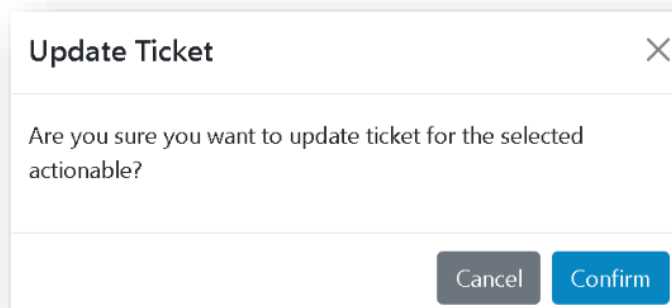 Update Ticket
Are you sure you want to update ticket for the selected
actionable?
Cancel
Confirm